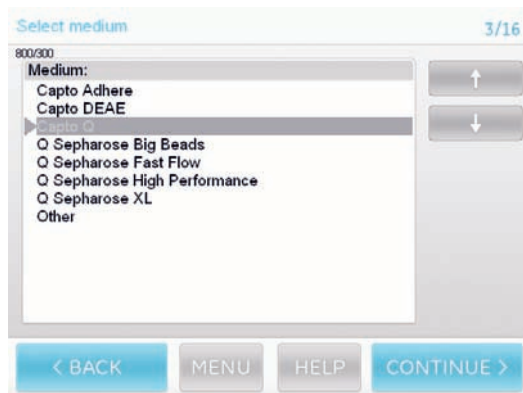 Select medium
3/16
800/300
Medium:
Capto Adhere
Capto DEAE
Capto Q
Q Sepharose Big Beads
Q Sepharose Fast Flow
Q Sepharose High Performance
Q Sepharose XL
Other
< BACK
MENU
HELP
CONTINUE >